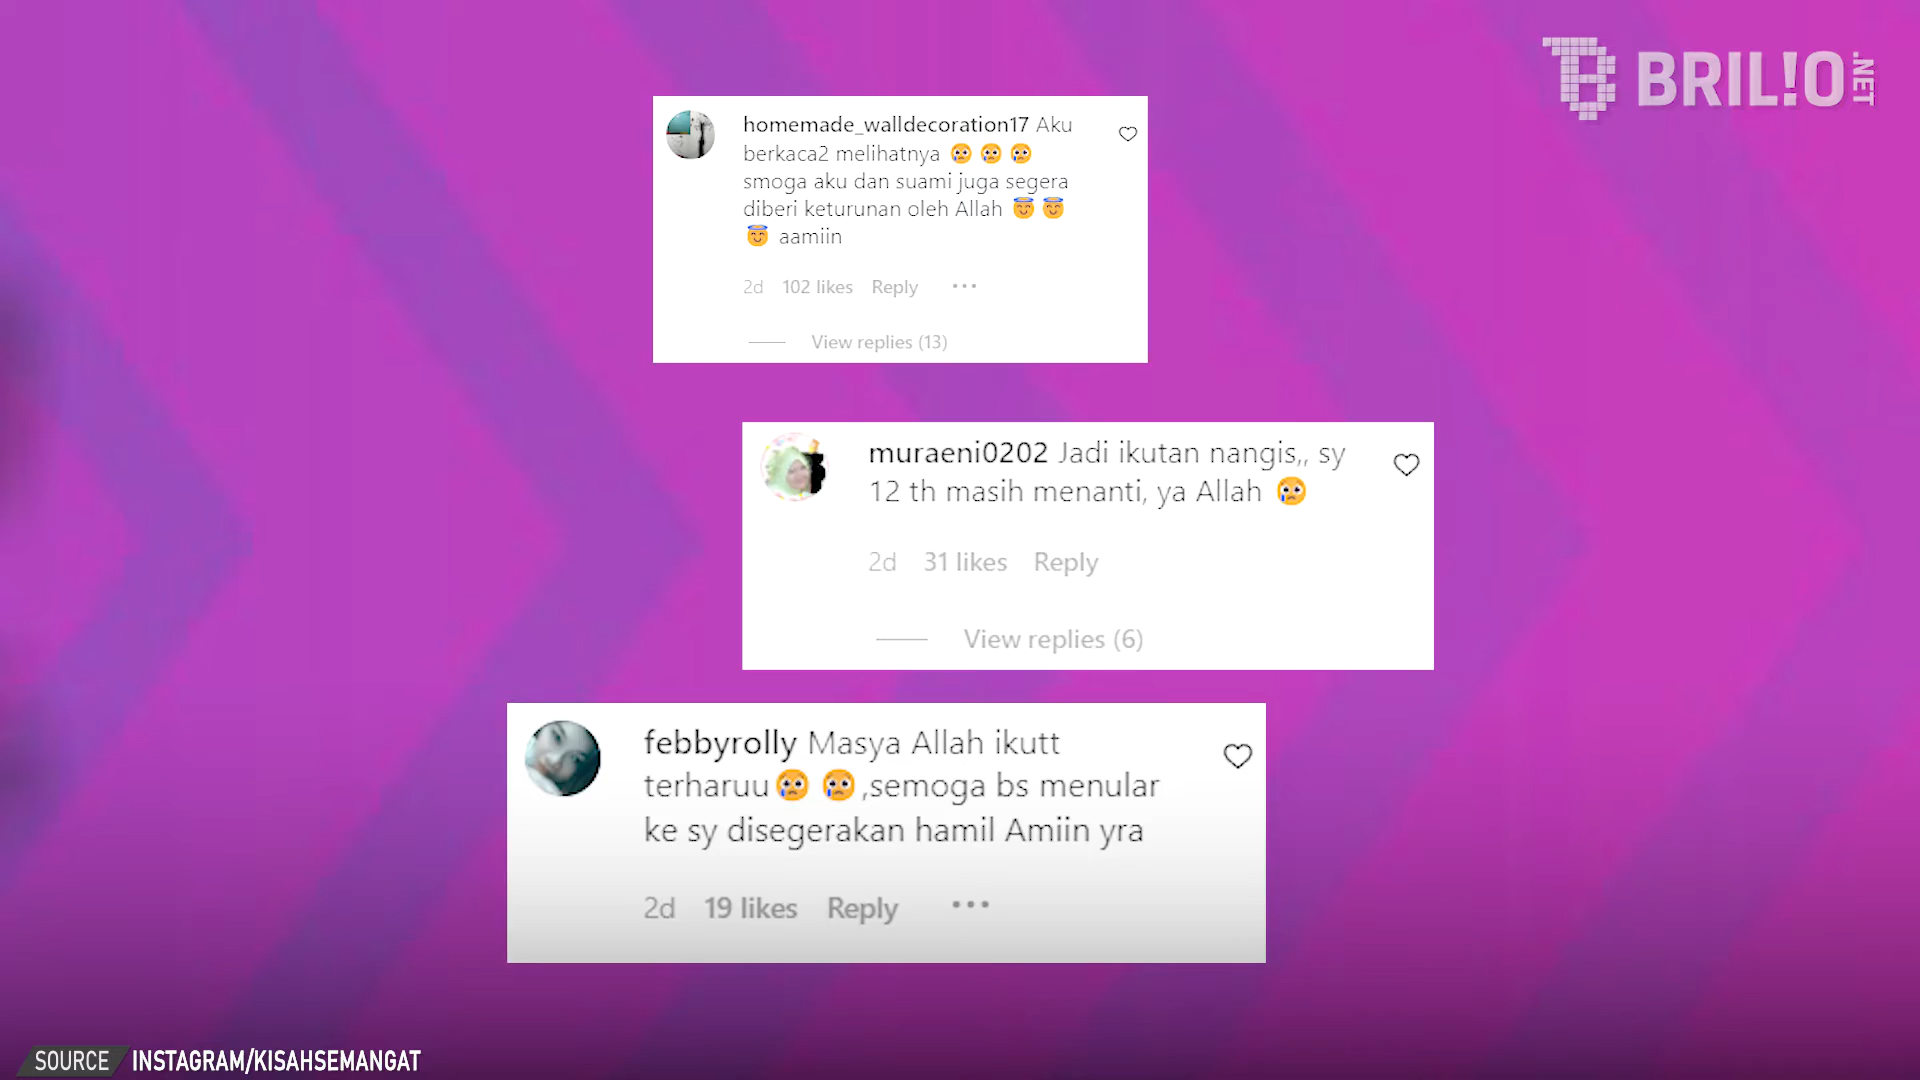 BRIL!O.NET
homemade_walldecoration17 Aku
berkaca2 melihatnya 😢 😢 😢
smoga aku dan suami juga segera
diberi keturunan oleh Allah 😇 😇
😇 aamiin
2d 102 likes Reply ...
View replies (13)
muraeni0202 Jadi ikutan nangis,, sy
12 th masih menanti, ya Allah 😢
2d 31 likes Reply
View replies (6)
febbyrolly Masya Allah ikutt
terharuu😢 😢,semoga bs menular
ke sy disegerakan hamil Amiin yra
2d 19 likes Reply ...
SOURCE INSTAGRAM/KISAHSEMANGAT